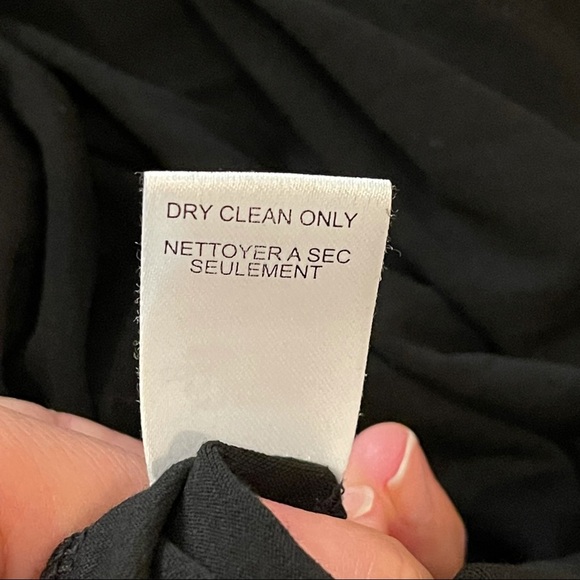 DRY CLEAN ONLY
NETTOYER A SEC
SEULEMENT